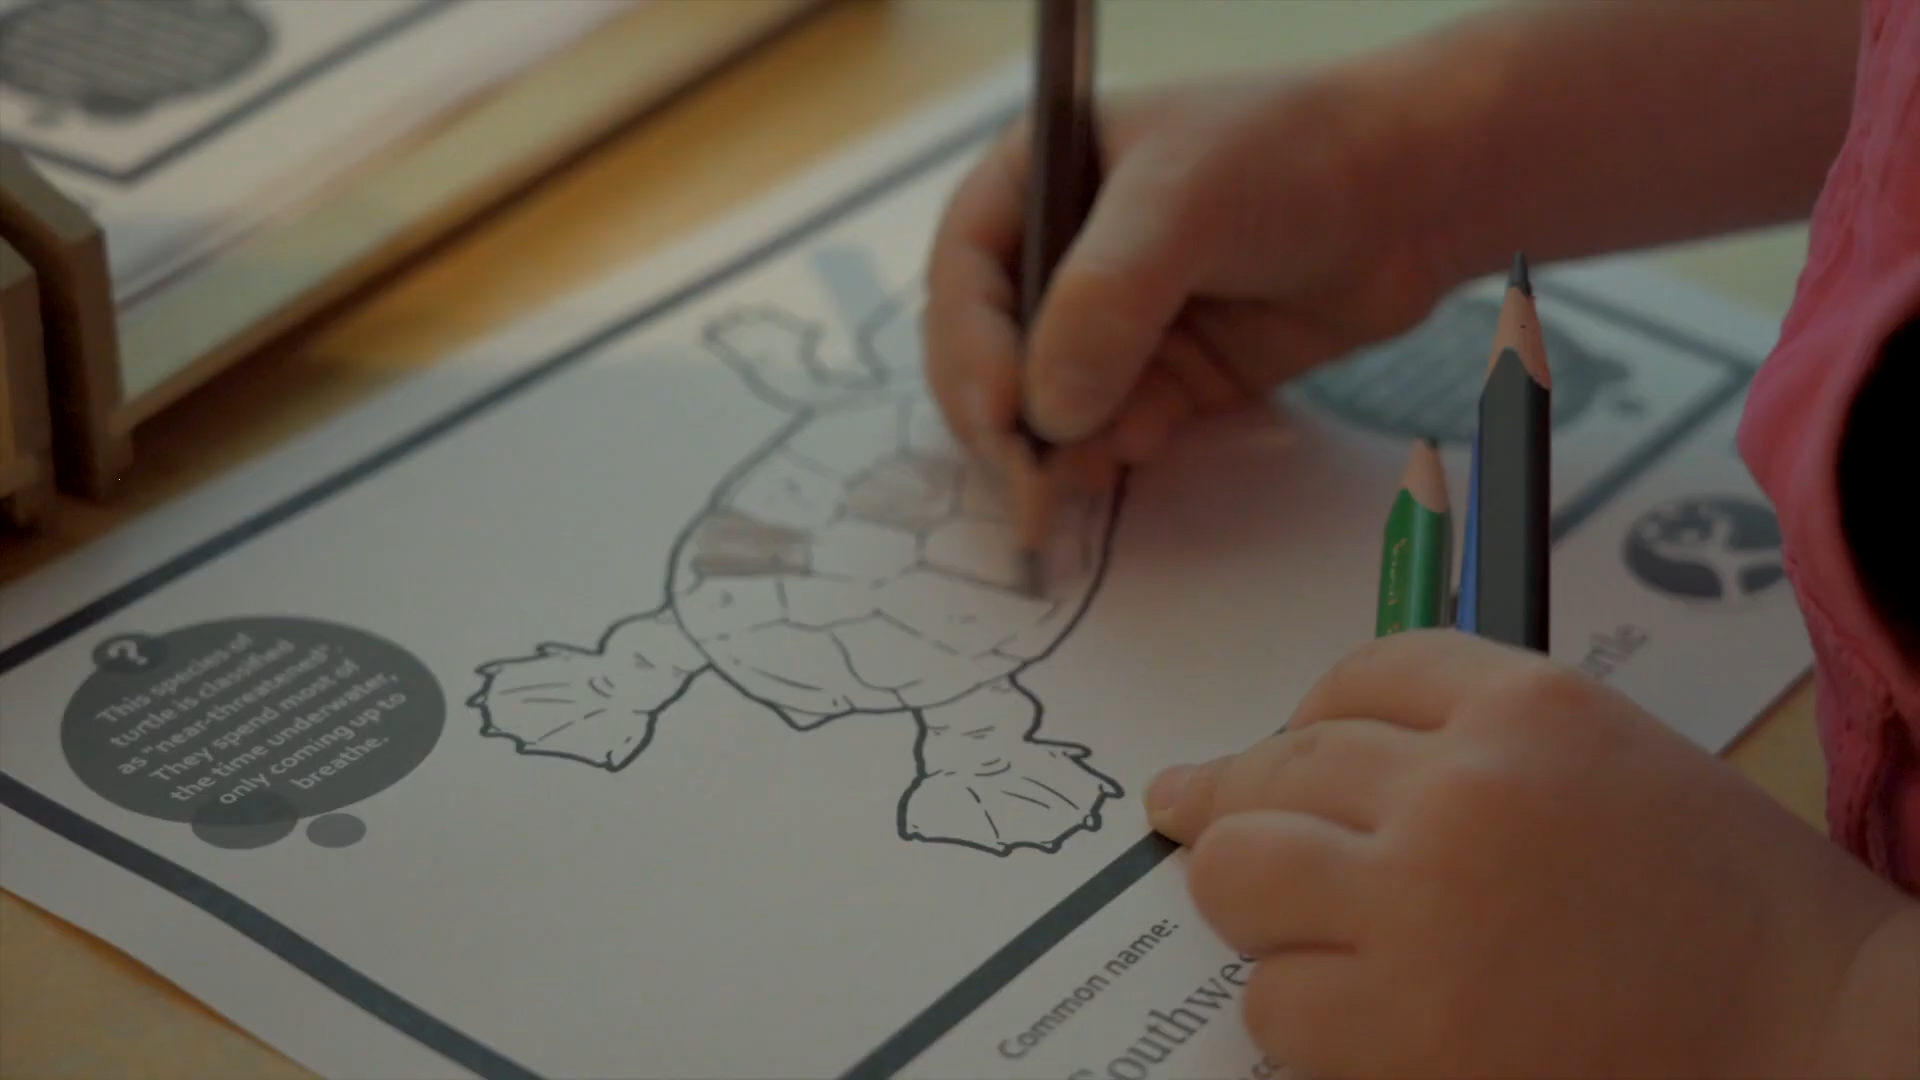 ?
This species of
turtle is classified
as "near-threatened".
They spend most of
the time underwater,
only coming up to
breathe.
Common name: